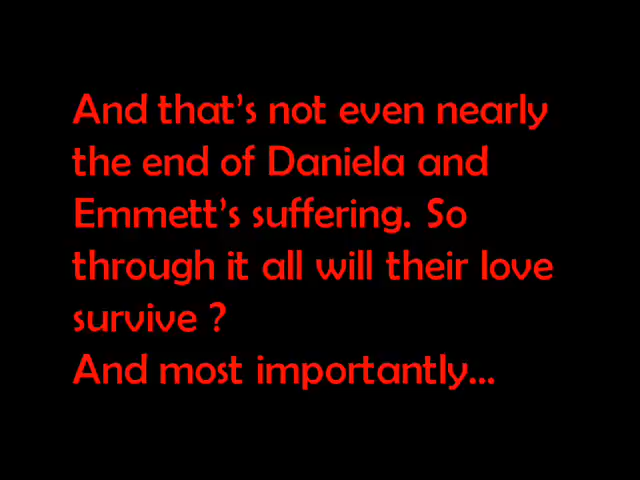 And that's not even nearly
the end of Daniela and
Emmett's suffering. So
through it all will their love
survive ?
And most importantly...